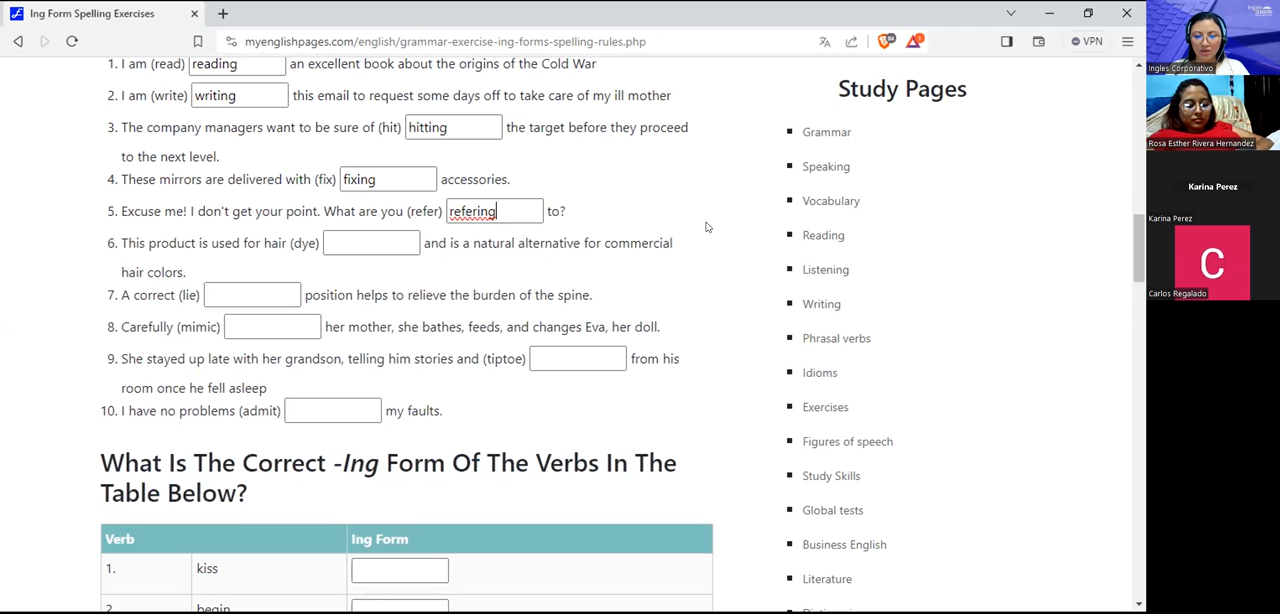 Ing Form Spelling Exercises
myenglishpages.com/english/grammar-exercise-ing-forms-spelling-rules.php
VPN
1. I am (read) reading an excellent book about the origins of the Cold War
2. I am (write) writing this email to request some days off to take care of my ill mother
3. The company managers want to be sure of (hit) hitting the target before they proceed
to the next level.
4. These mirrors are delivered with (fix) fixing accessories.
5. Excuse me! I don't get your point. What are you (refer) refering to?
6. This product is used for hair (dye) and is a natural alternative for commercial
hair colors.
7. A correct (lie) position helps to relieve the burden of the spine.
8. Carefully (mimic) her mother, she bathes, feeds, and changes Eva, her doll.
9. She stayed up late with her grandson, telling him stories and (tiptoe) from his
room once he fell asleep
10. I have no problems (admit) my faults.
What Is The Correct -Ing Form Of The Verbs In The
Table Below?
Verb Ing Form
1. kiss
2. begin
Study Pages
Grammar
Speaking
Vocabulary
Reading
Listening
Writing
Phrasal verbs
Idioms
Exercises
Figures of speech
Study Skills
Global tests
Business English
Literature
Ingles Corporativo
Rosa Esther Rivera Hernandez
Karina Perez
Karina Perez
C
Carlos Regalado